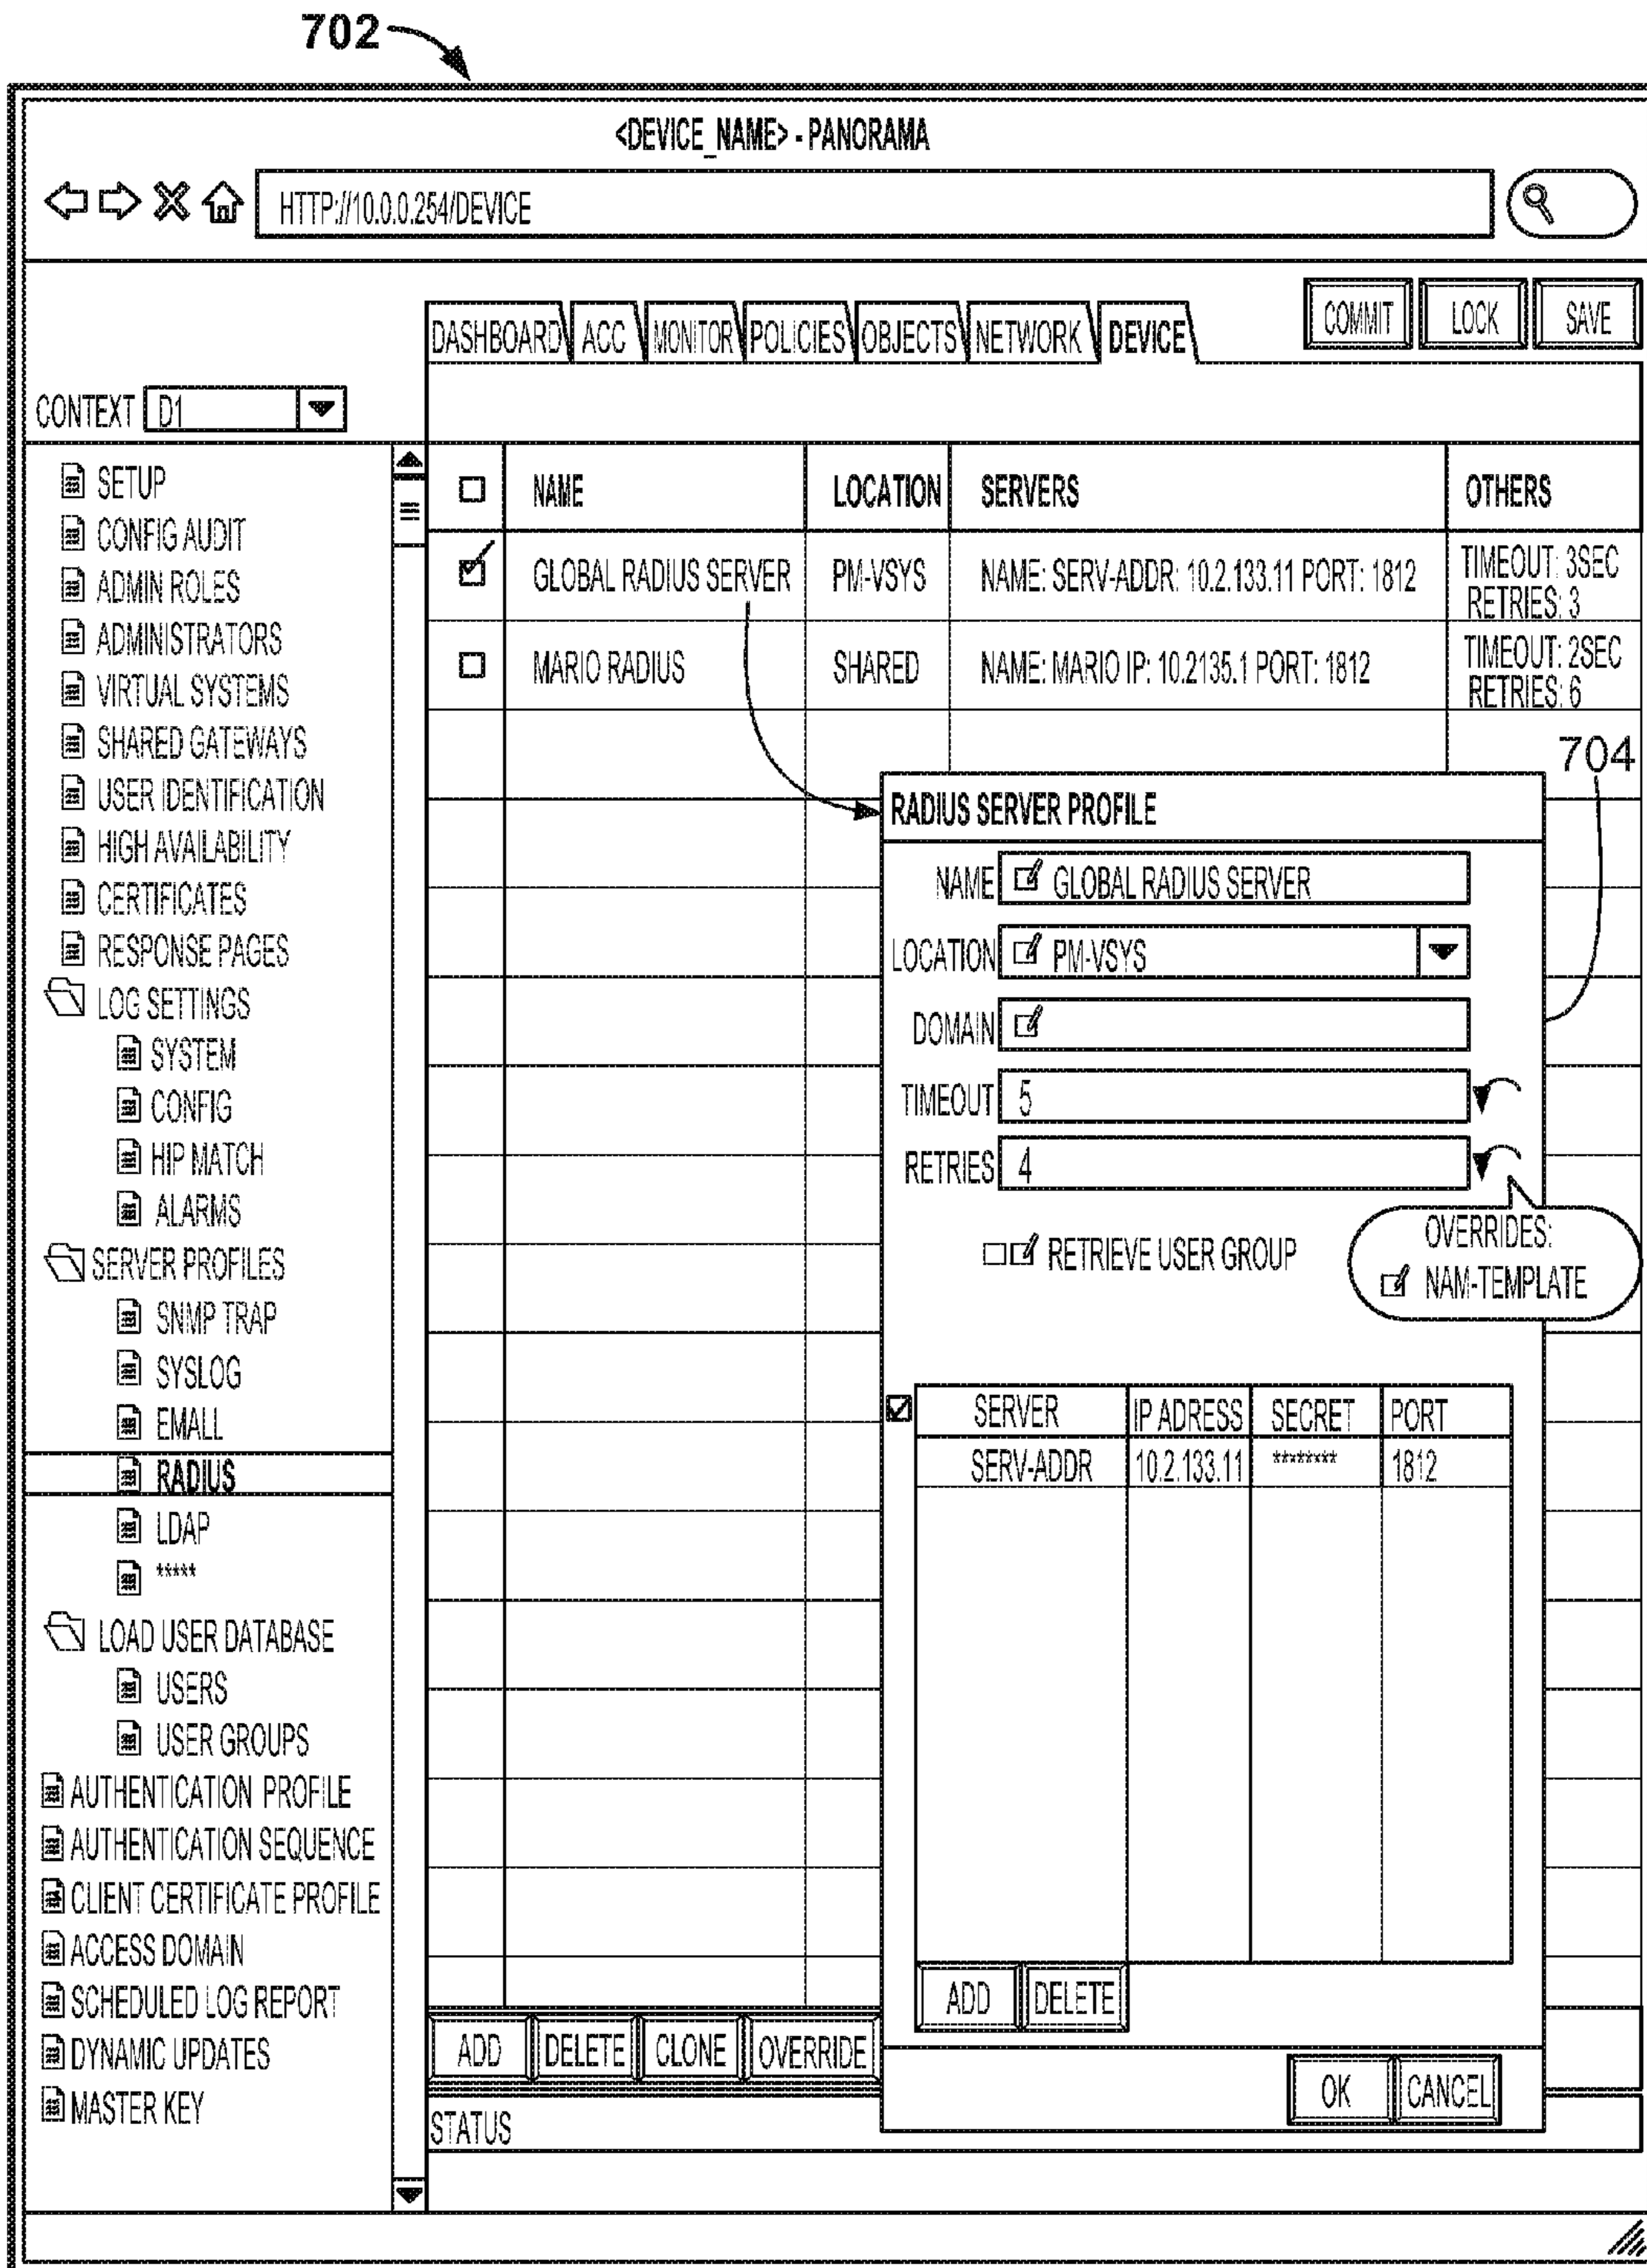 702
<DEVICE_NAME> - PANORAMA
HTTP://10.0.0.254/DEVICE
COMMIT LOCK SAVE
DASHBOARD ACC MONITOR POLICIES OBJECTS NETWORK DEVICE
CONTEXT D1
SETUP
CONFIG AUDIT
ADMIN ROLES
ADMINISTRATORS
VIRTUAL SYSTEMS
SHARED GATEWAYS
USER IDENTIFICATION
HIGH AVAILABILITY
CERTIFICATES
RESPONSE PAGES
LOG SETTINGS
SYSTEM
CONFIG
HIP MATCH
ALARMS
SERVER PROFILES
SNMP TRAP
SYSLOG
EMALL
RADIUS
LDAP
*****
LOAD USER DATABASE
USERS
USER GROUPS
AUTHENTICATION PROFILE
AUTHENTICATION SEQUENCE
CLIENT CERTIFICATE PROFILE
ACCESS DOMAIN
SCHEDULED LOG REPORT
DYNAMIC UPDATES
MASTER KEY
NAME LOCATION SERVERS OTHERS
GLOBAL RADIUS SERVER PM-VSYS NAME: SERV-ADDR: 10.2.133.11 PORT: 1812 TIMEOUT: 3SEC
RETRIES: 3
MARIO RADIUS SHARED NAME: MARIO IP: 10.2135.1 PORT: 1812 TIMEOUT: 2SEC
RETRIES: 6
704
RADIUS SERVER PROFILE
NAME GLOBAL RADIUS SERVER
LOCATION PM-VSYS
DOMAIN
TIMEOUT 5
RETRIES 4
OVERRIDES:
NAM-TEMPLATE
RETRIEVE USER GROUP
SERVER IP ADRESS SECRET PORT
SERV-ADDR 10.2.133.11 ******** 1812
ADD DELETE
OK CANCEL
ADD DELETE CLONE OVERRIDE
STATUS